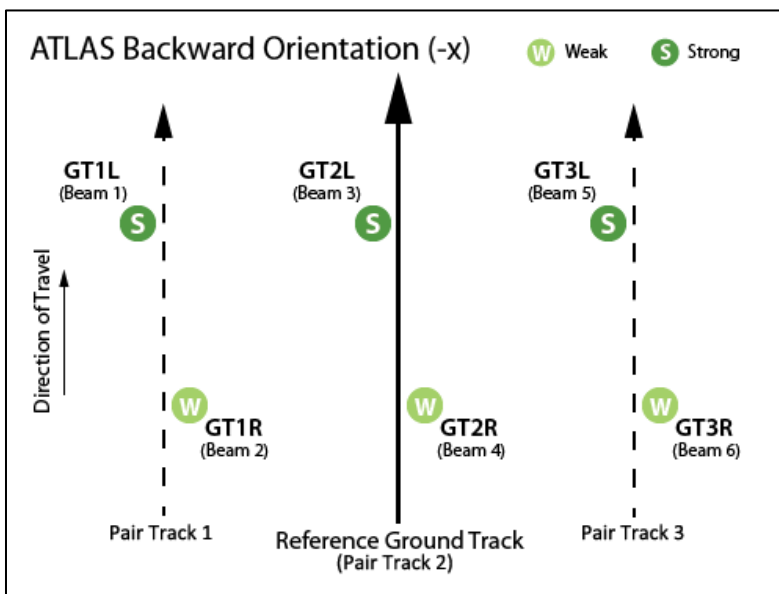 ATLAS Backward Orientation (-x)
W Weak
S Strong
GT1L
(Beam 1)
S
GT2L
(Beam 3)
S
GT3L
(Beam 5)
S
Direction of Travel
W
GT1R
(Beam 2)
W
GT2R
(Beam 4)
W
GT3R
(Beam 6)
Pair Track 1
Reference Ground Track
(Pair Track 2)
Pair Track 3